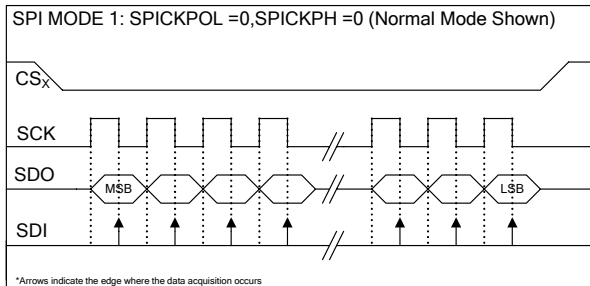 SPI MODE 1: SPICKPOL =0,SPICKPH =0 (Normal Mode Shown)
CSX
SCK
SDO
MSB
LSB
SDI
*Arrows indicate the edge where the data acquisition occurs